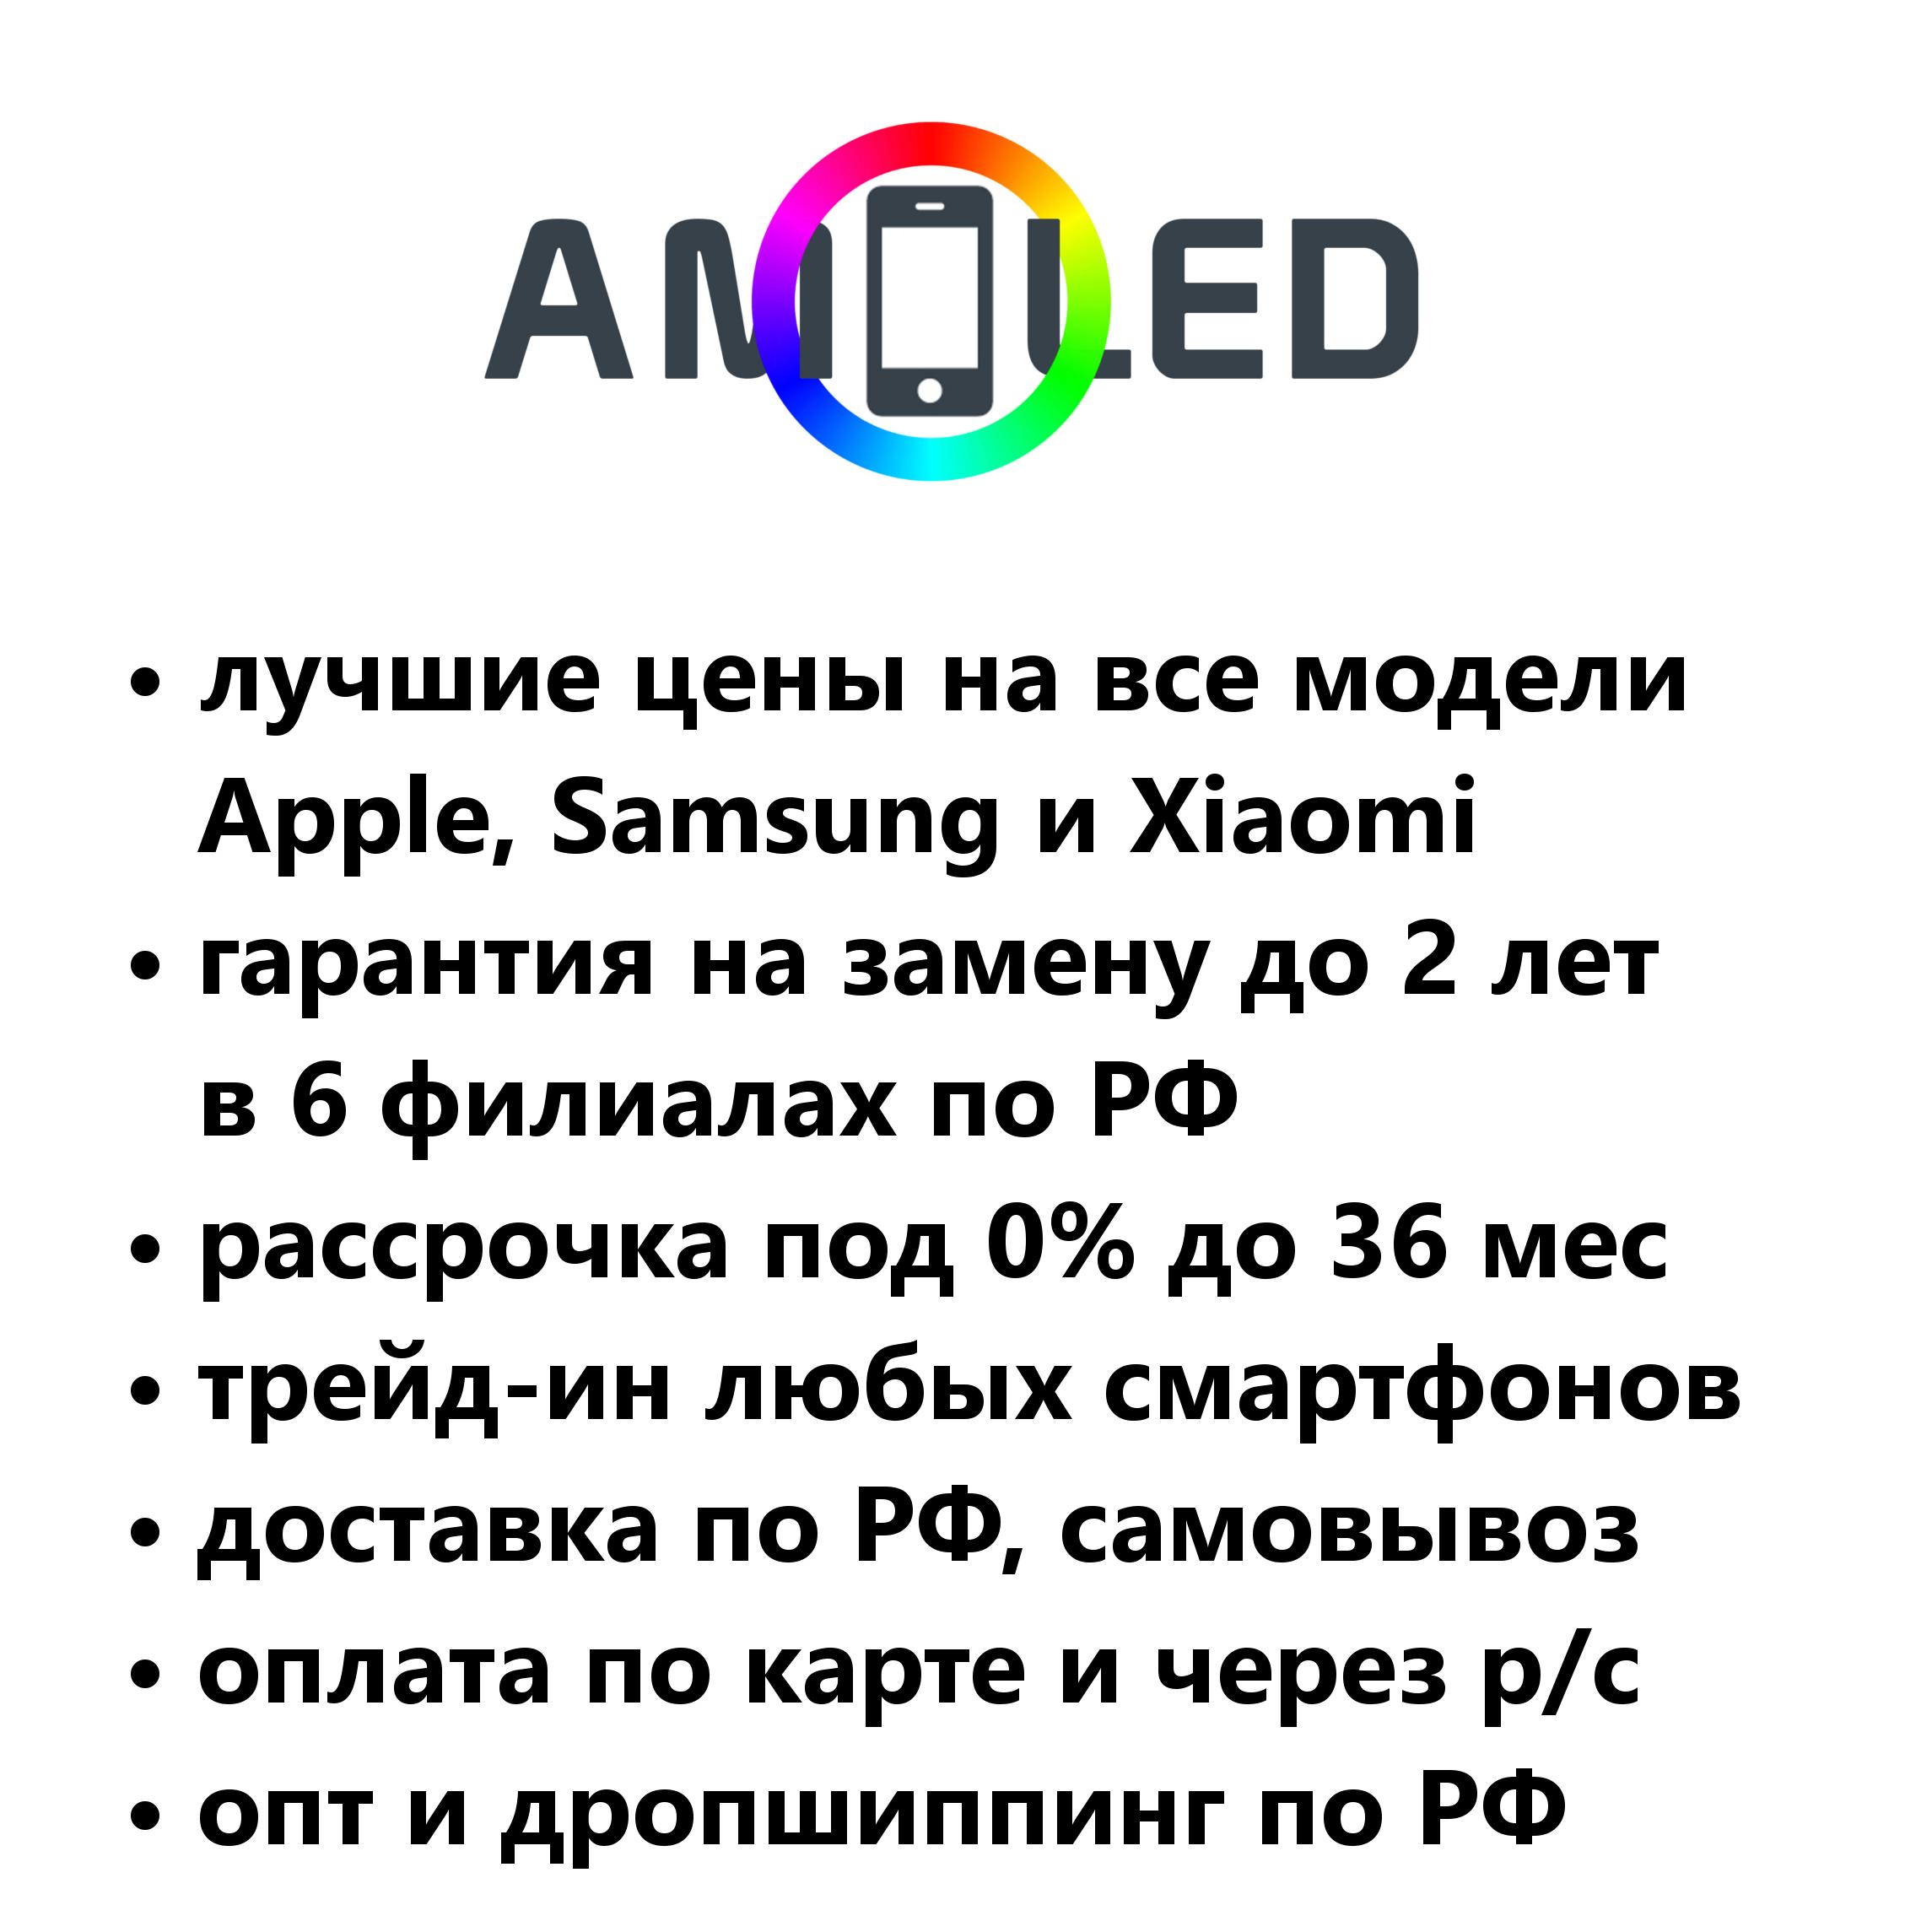 AMOLED
• лучшие цены на все модели
Apple, Samsung и Xiaomi
• гарантия на замену до 2 лет
в 6 филиалах по РФ
• рассрочка под 0% до 36 мес
• трейд-ин любых смартфонов
• доставка по РФ, самовывоз
• оплата по карте и через р/с
• опт и дропшиппинг по РФ